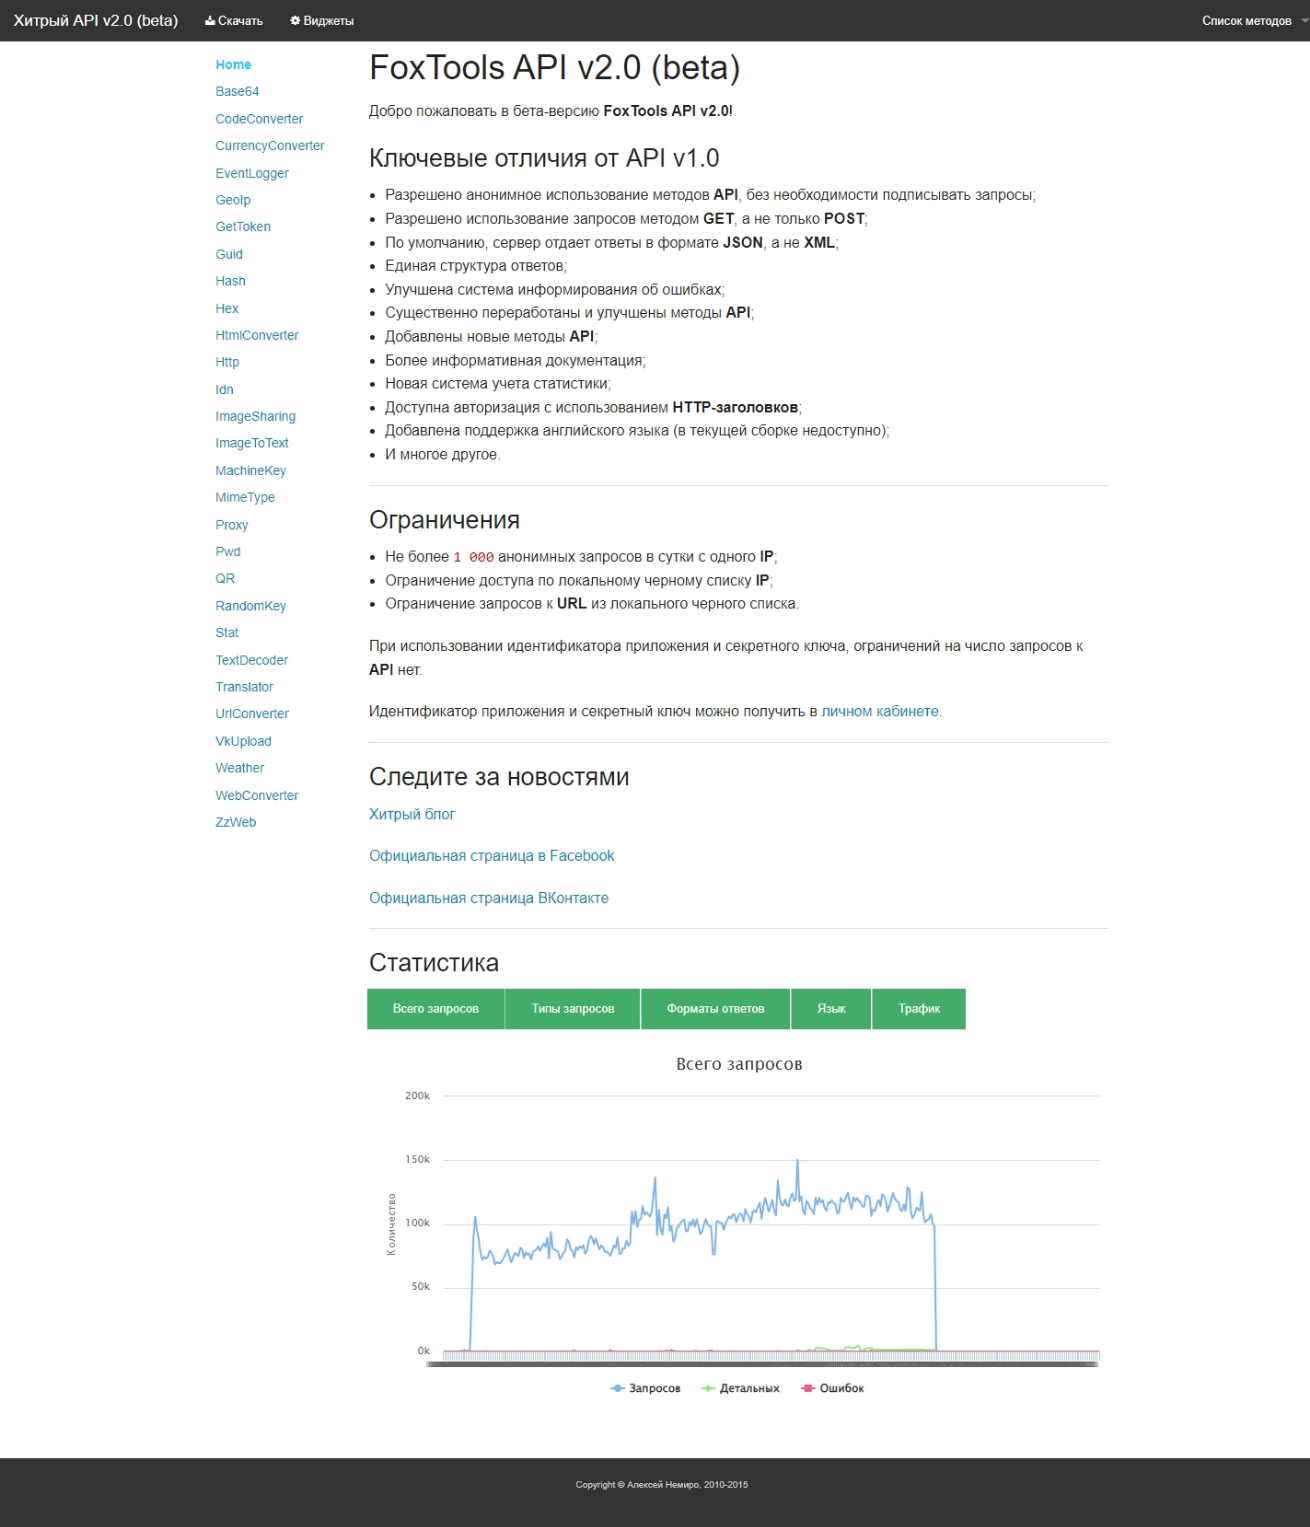 Хитрый API v2.0 (beta)
Скачать
Виджеты
Список методов
Home
Base64
CodeConverter
CurrencyConverter
EventLogger
GeoIp
GetToken
Guid
Hash
Hex
HtmlConverter
Http
Idn
ImageSharing
ImageToText
MachineKey
MimeType
Proxy
Pwd
QR
RandomKey
Stat
TextDecoder
Translator
UrlConverter
VkUpload
Weather
WebConverter
ZzWeb
FoxTools API v2.0 (beta)
Добро пожаловать в бета-версию FoxTools API v2.0!
Ключевые отличия от API v1.0
Разрешено анонимное использование методов API, без необходимости подписывать запросы;
Разрешено использование запросов методом GET, а не только POST;
По умолчанию, сервер отдает ответы в формате JSON, а не XML;
Единая структура ответов;
Улучшена система информирования об ошибках;
Существенно переработаны и улучшены методы API;
Добавлены новые методы API;
Более информативная документация;
Новая система учета статистики;
Доступна авторизация с использованием HTTP-заголовков;
Добавлена поддержка английского языка (в текущей сборке недоступно);
И многое другое.
Ограничения
Не более 1 000 анонимных запросов в сутки с одного IP;
Ограничение доступа по локальному черному списку IP;
Ограничение запросов к URL из локального черного списка.
При использовании идентификатора приложения и секретного ключа, ограничений на число запросов к
API нет.
Идентификатор приложения и секретный ключ можно получить в личном кабинете.
Следите за новостями
Хитрый блог
Официальная страница в Facebook
Официальная страница ВКонтакте
Статистика
Всего запросов
Типы запросов
Форматы ответов
Язык
Трафик
Всего запросов
Количество
200k
150k
100k
50k
0k
Запросов
Детальных
Ошибок
Copyright © Алексей Немиро, 2010-2015